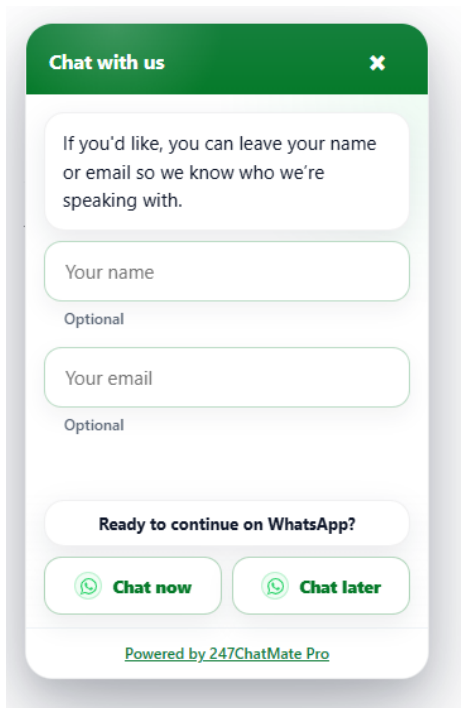 Chat with us
If you'd like, you can leave your name
or email so we know who we’re
speaking with.
Your name
Optional
Your email
Optional
Ready to continue on WhatsApp?
Chat now
Chat later
Powered by 247ChatMate Pro